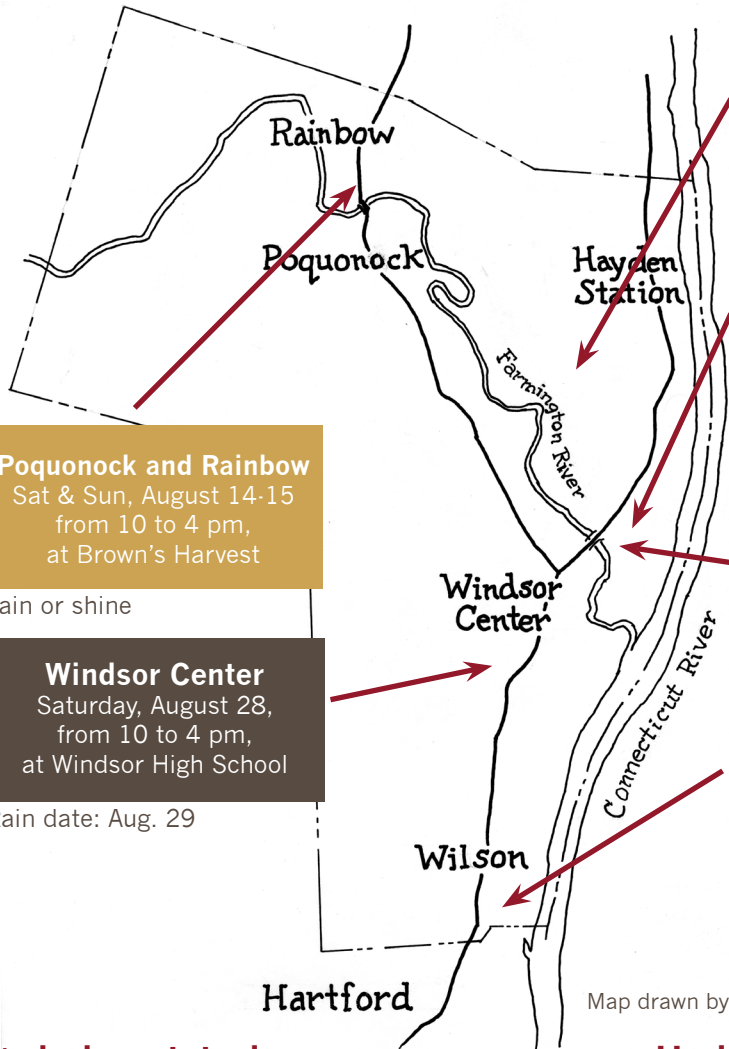 Rainbow
Poquonock
Hayden
Station
Farmington River
Poquonock and Rainbow
Sat & Sun, August 14-15
from 10 to 4 pm,
at Brown's Harvest
ain or shine
Windsor
Center
Windsor Center
Saturday, August 28,
from 10 to 4 pm,
at Windsor High School
Connecticut River
ain date: Aug. 29
Wilson
Hartford
Map drawn by